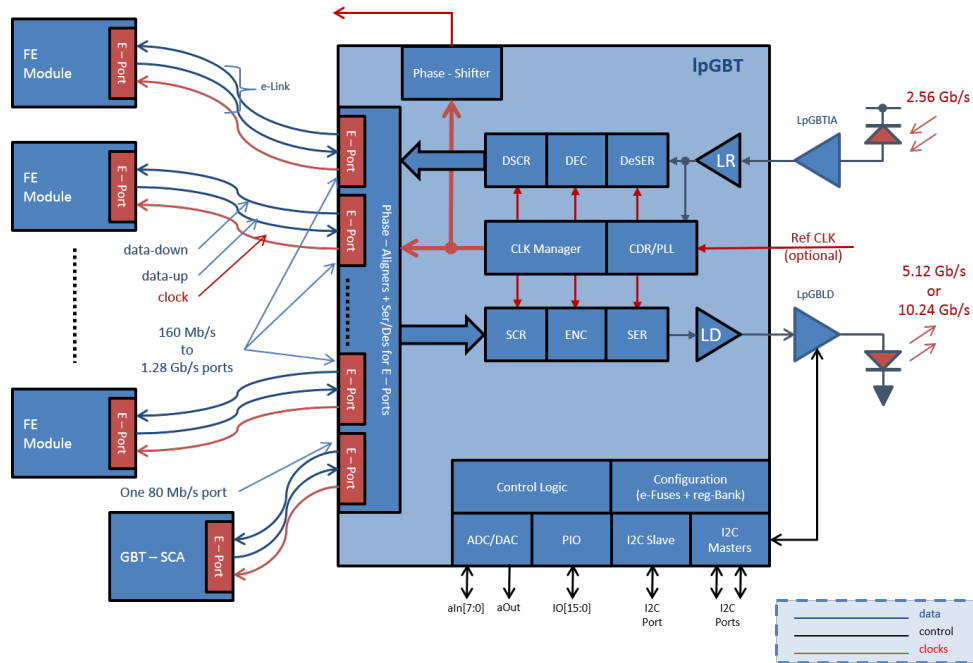 FE
Module
E – Port
e-Link
Phase - Shifter
lpGBT
2.56 Gb/s
LpGBTIA
E – Port
DSCR
DEC
DeSER
LR
FE
Module
E – Port
E – Port
Phase – Aligners + Ser/Des for E – Ports
data-down
data-up
clock
CLK Manager
CDR/PLL
Ref CLK
(optional)
5.12 Gb/s
or
10.24 Gb/s
LpGBLD
SCR
ENC
SER
LD
160 Mb/s
to
1.28 Gb/s ports
E – Port
FE
Module
E – Port
E – Port
One 80 Mb/s port
Control Logic
Configuration
(e-Fuses + reg-Bank)
GBT – SCA
E – Port
ADC/DAC
PIO
I2C Slave
I2C
Masters
aIn[7:0]
aOut
IO[15:0]
I2C
Port
I2C
Ports
data
control
clocks